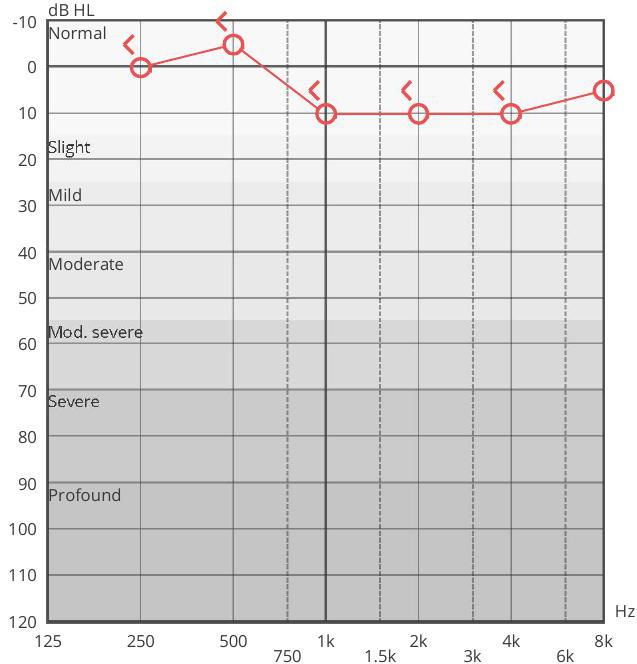 dB HL
-10
Normal
0
10
Slight
20
Mild
30
40
Moderate
50
Mod. severe
60
70
Severe
80
90
Profound
100
110
120
Hz
125 250 500 1k 2k 4k 8k
750 1.5k 3k 6k